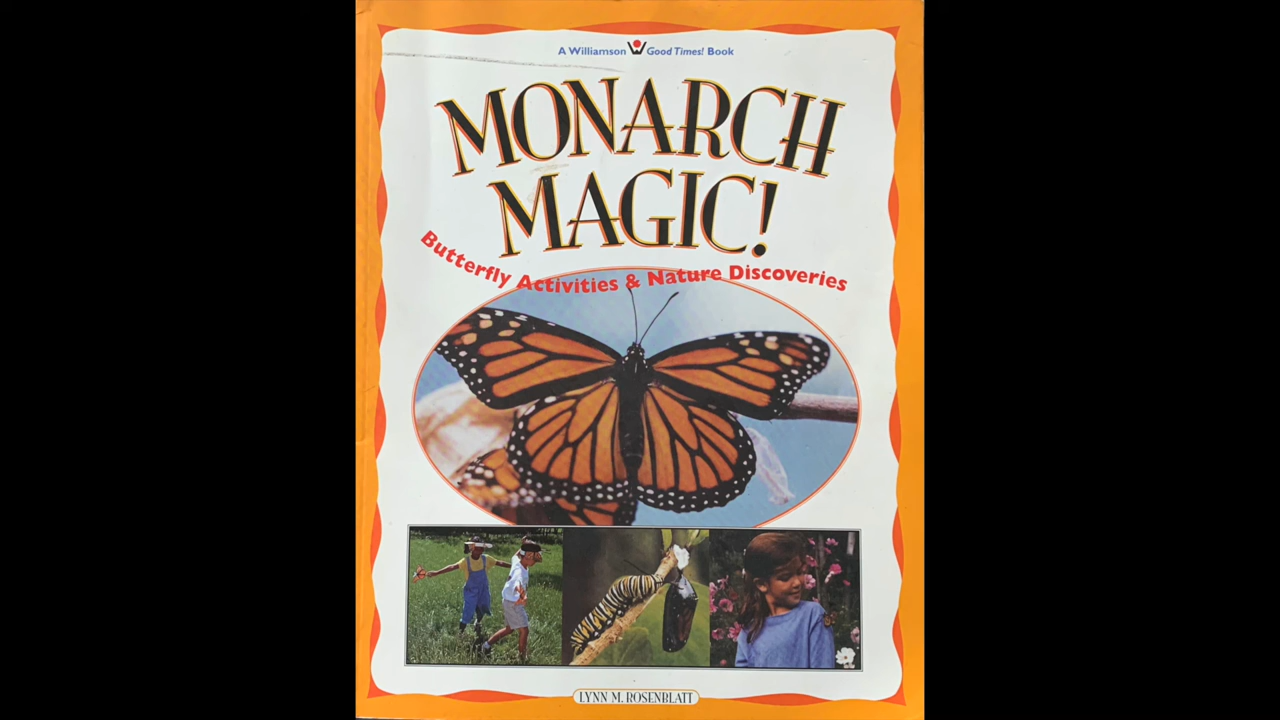 A Williamson Good Times! Book
MONARCH
MAGIC!
Butterfly Activities & Nature Discoveries
LYNN M. ROSENBLATT